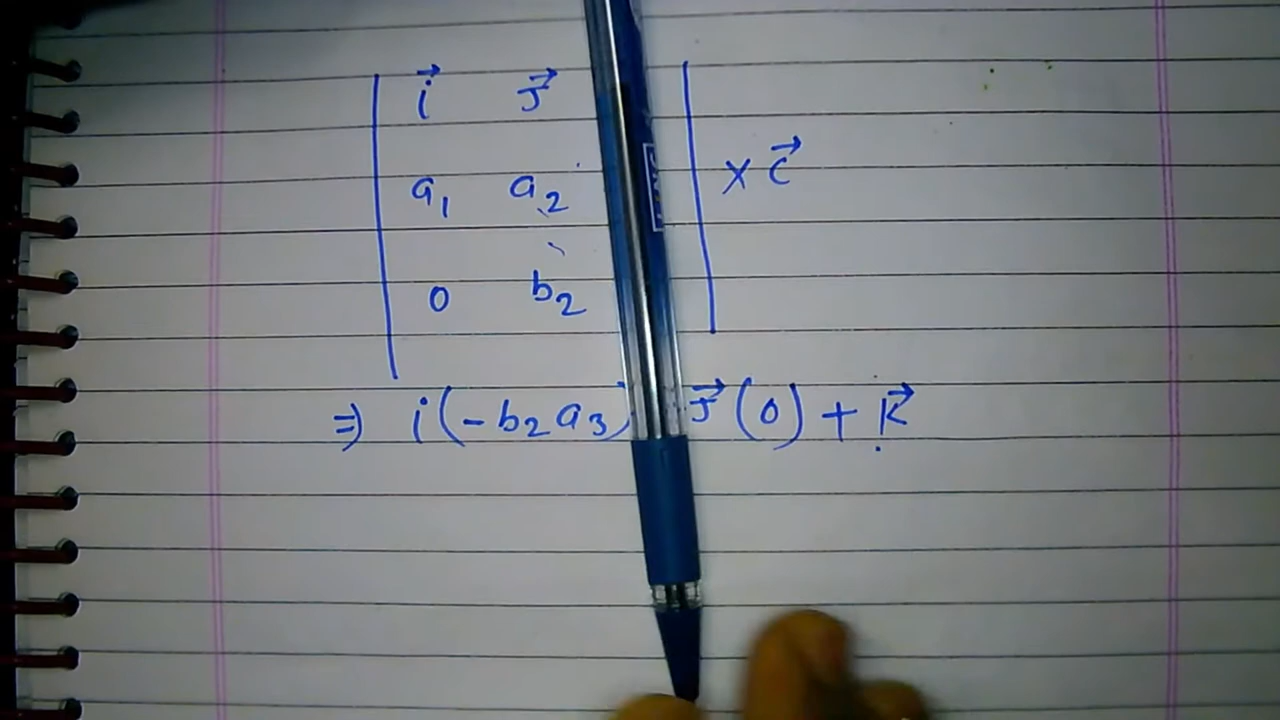 i⃗ j⃗
a₁ a₂ × c⃗
0 b₂
⇒ i(-b₂a₃) j⃗(0) + k⃗